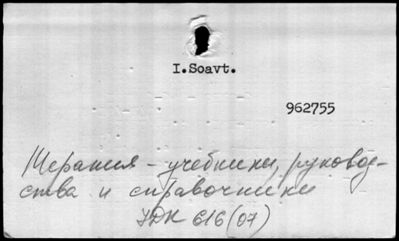 I.Soavt.
962755
Терапия - учебники, руковод-
ства и справочники
УДК 616(07)